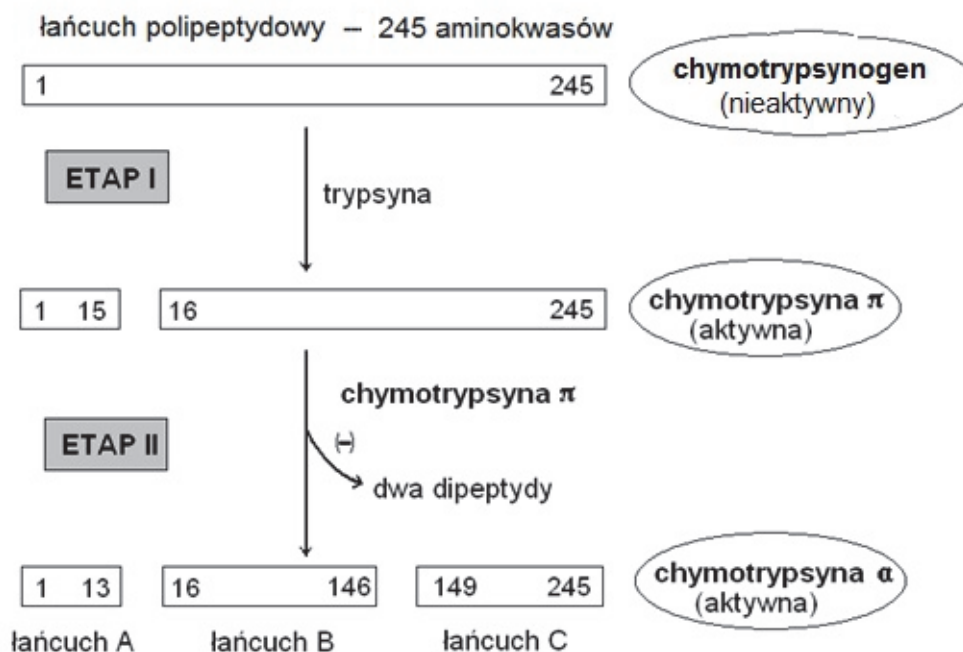 łańcuch polipeptydowy – 245 aminokwasów
1 245
chymotrypsynogen
(nieaktywny)
ETAP I
trypsyna
1 15
16 245
chymotrypsyna π
(aktywna)
chymotrypsyna π
ETAP II
(–)
dwa dipeptydy
1 13
16 146
149 245
chymotrypsyna α
(aktywna)
łańcuch A łańcuch B łańcuch C